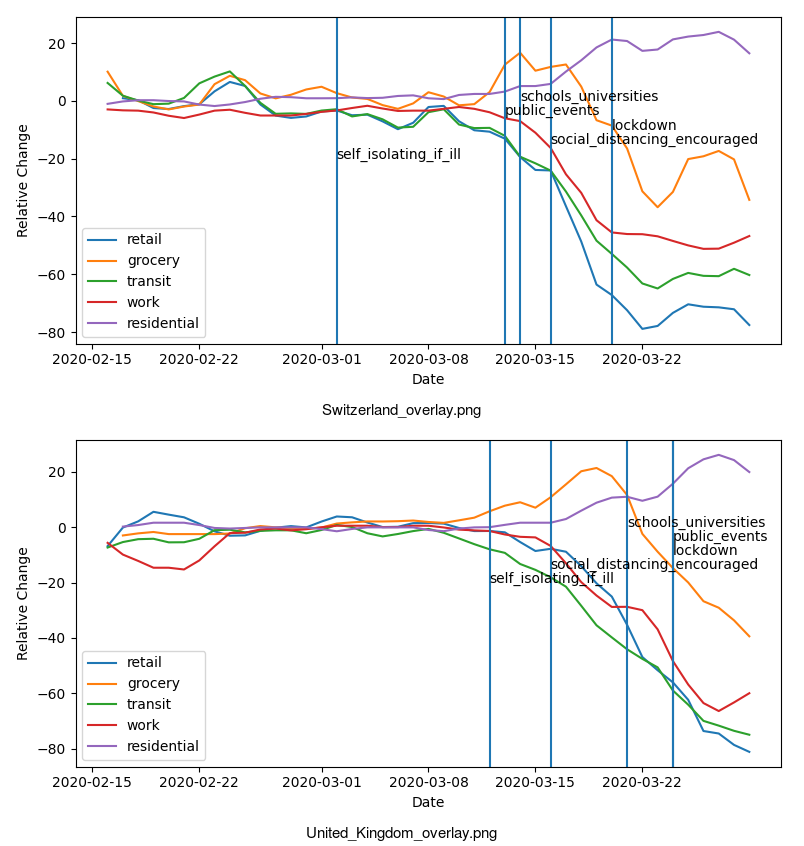 20
0
−20
−40
−60
−80
Relative Change
schools_universities
public_events
lockdown
social_distancing_encouraged
self_isolating_if_ill
retail
grocery
transit
work
residential
2020-02-15
2020-02-22
2020-03-01
2020-03-08
2020-03-15
2020-03-22
Date
Switzerland_overlay.png
20
0
−20
−40
−60
−80
Relative Change
schools_universities
public_events
lockdown
social_distancing_encouraged
self_isolating_if_ill
retail
grocery
transit
work
residential
2020-02-15
2020-02-22
2020-03-01
2020-03-08
2020-03-15
2020-03-22
Date
United_Kingdom_overlay.png